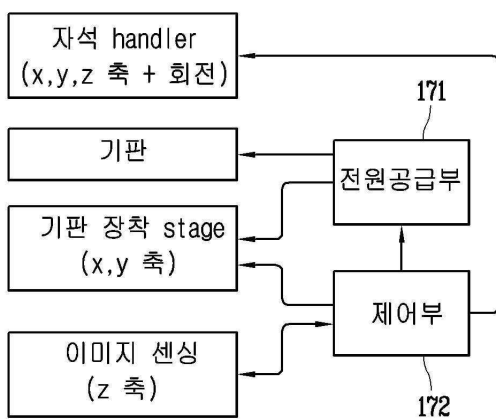 자석 handler
(x,y,z 축 + 회전)
171
기판
전원공급부
기판 장착 stage
(x,y 축)
제어부
이미지 센싱
(z 축)
172